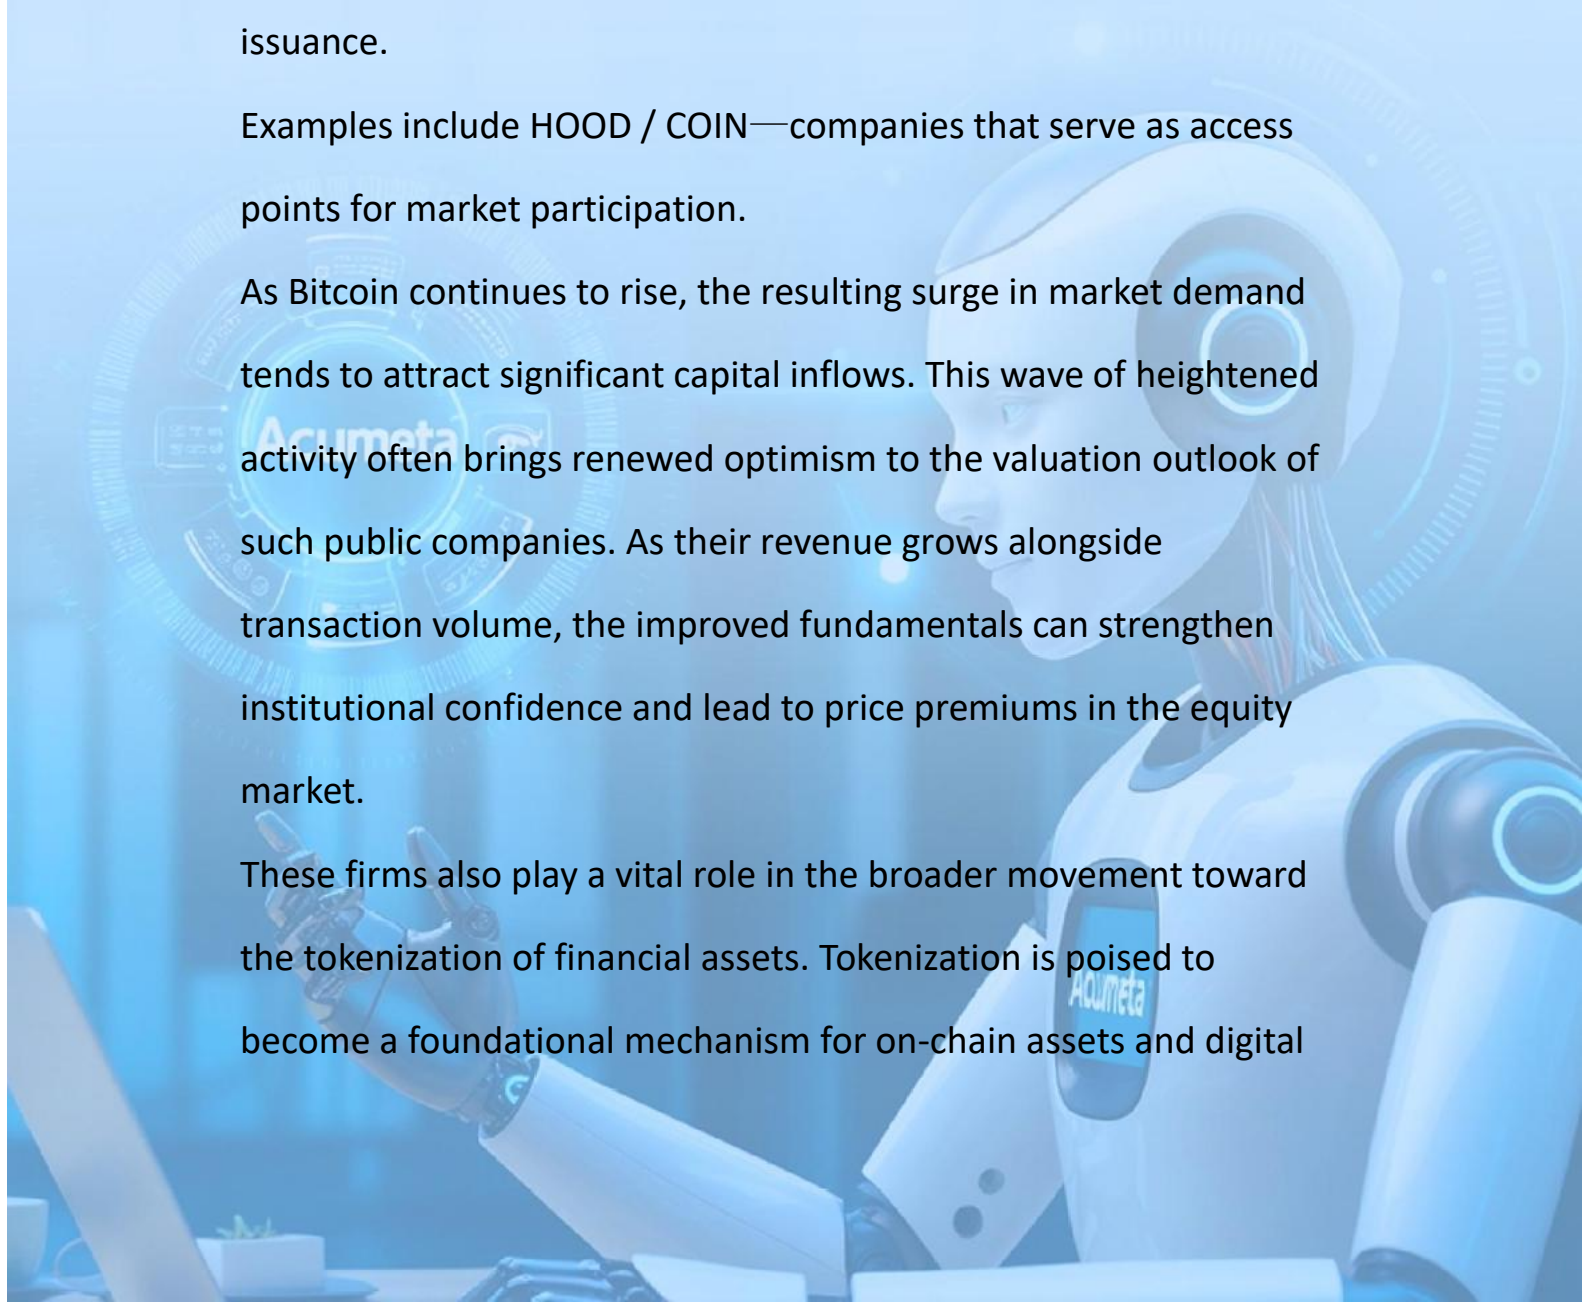 issuance.
Examples include HOOD / COIN—companies that serve as access
points for market participation.
As Bitcoin continues to rise, the resulting surge in market demand
tends to attract significant capital inflows. This wave of heightened
Acumeta
activity often brings renewed optimism to the valuation outlook of
such public companies. As their revenue grows alongside
transaction volume, the improved fundamentals can strengthen
institutional confidence and lead to price premiums in the equity
market.
These firms also play a vital role in the broader movement toward
the tokenization of financial assets. Tokenization is poised to
Acumeta
become a foundational mechanism for on-chain assets and digital